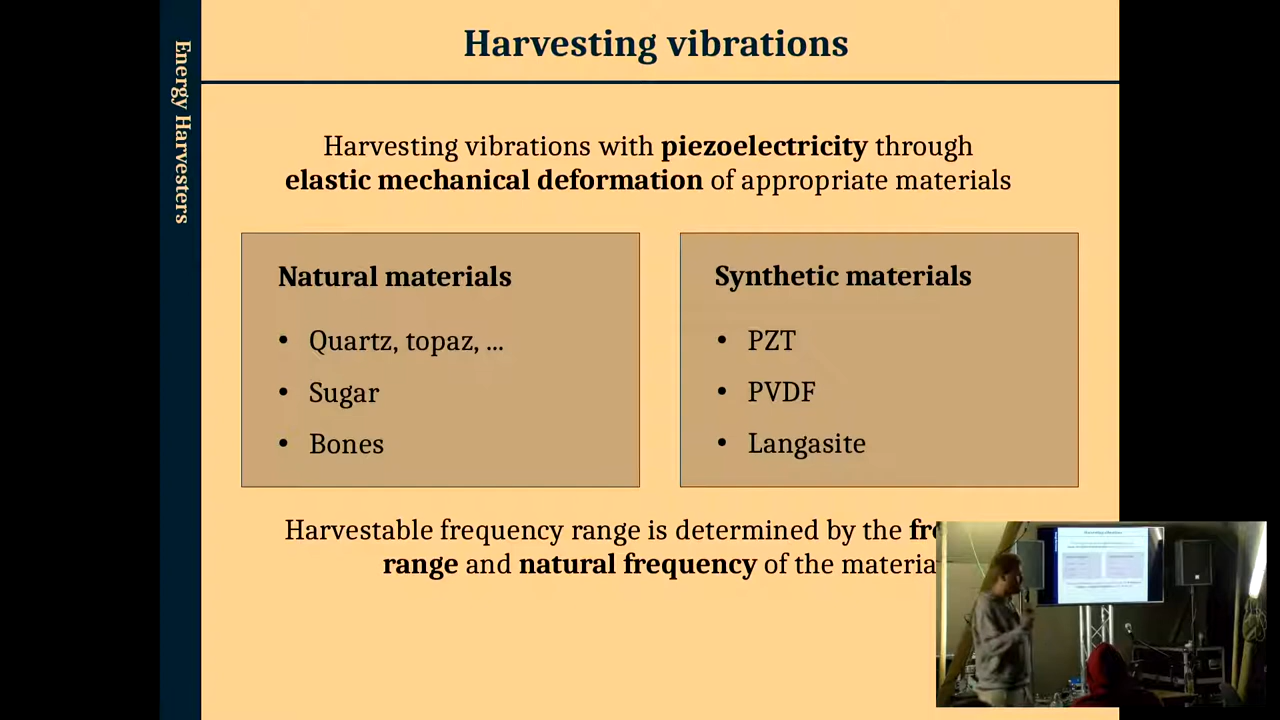 Energy Harvesters
Harvesting vibrations
Harvesting vibrations with piezoelectricity through
elastic mechanical deformation of appropriate materials
Natural materials
• Quartz, topaz, ...
• Sugar
• Bones
Synthetic materials
• PZT
• PVDF
• Langasite
Harvestable frequency range is determined by the
range and natural frequency of the